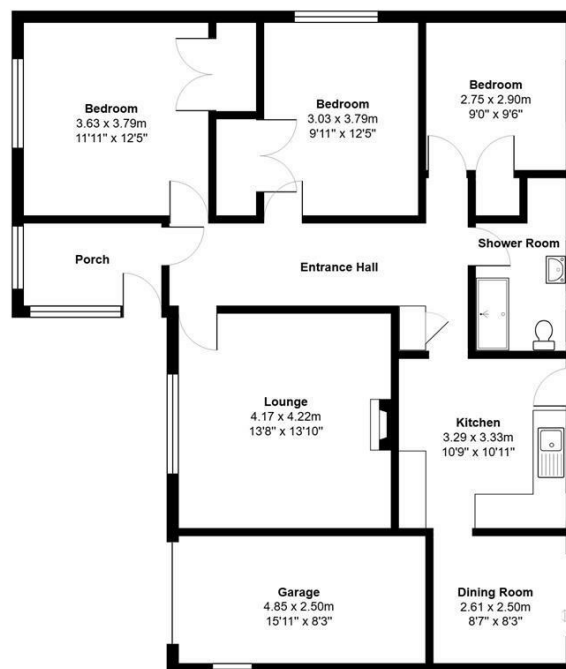 Bedroom
3.63 x 3.79m
11'11" x 12'5"
Bedroom
3.03 x 3.79m
9'11" x 12'5"
Bedroom
2.75 x 2.90m
9'0" x 9'6"
Porch
Entrance Hall
Shower Room
Lounge
4.17 x 4.22m
13'8" x 13'10"
Kitchen
3.29 x 3.33m
10'9" x 10'11"
Garage
4.85 x 2.50m
15'11" x 8'3"
Dining Room
2.61 x 2.50m
8'7" x 8'3"